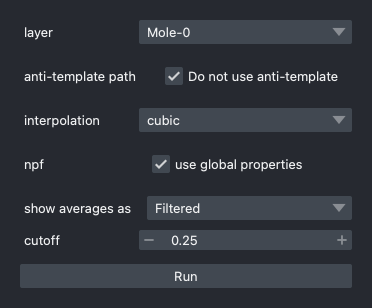 layer Mole-0
anti-template path Do not use anti-template
interpolation cubic
npf use global properties
show averages as Filtered
cutoff − 0.25 +
Run